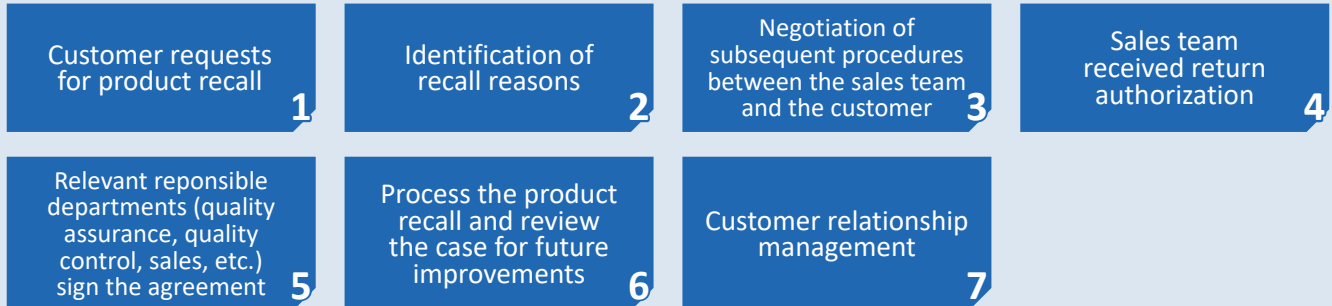 Customer requests
for product recall
1
Identification of
recall reasons
2
Negotiation of
subsequent procedures
between the sales team
and the customer
3
Sales team
received return
authorization
4
Relevant reponsible
departments (quality
assurance, quality
control, sales, etc.)
sign the agreement
5
Process the product
recall and review
the case for future
improvements
6
Customer relationship
management
7